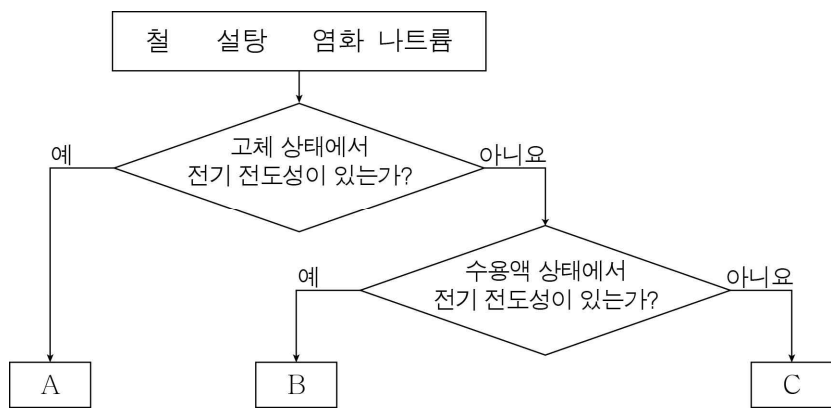 철 설탕 염화 나트륨
고체 상태에서
전기 전도성이 있는가?
예
아니요
수용액 상태에서
전기 전도성이 있는가?
예
아니요
A
B
C